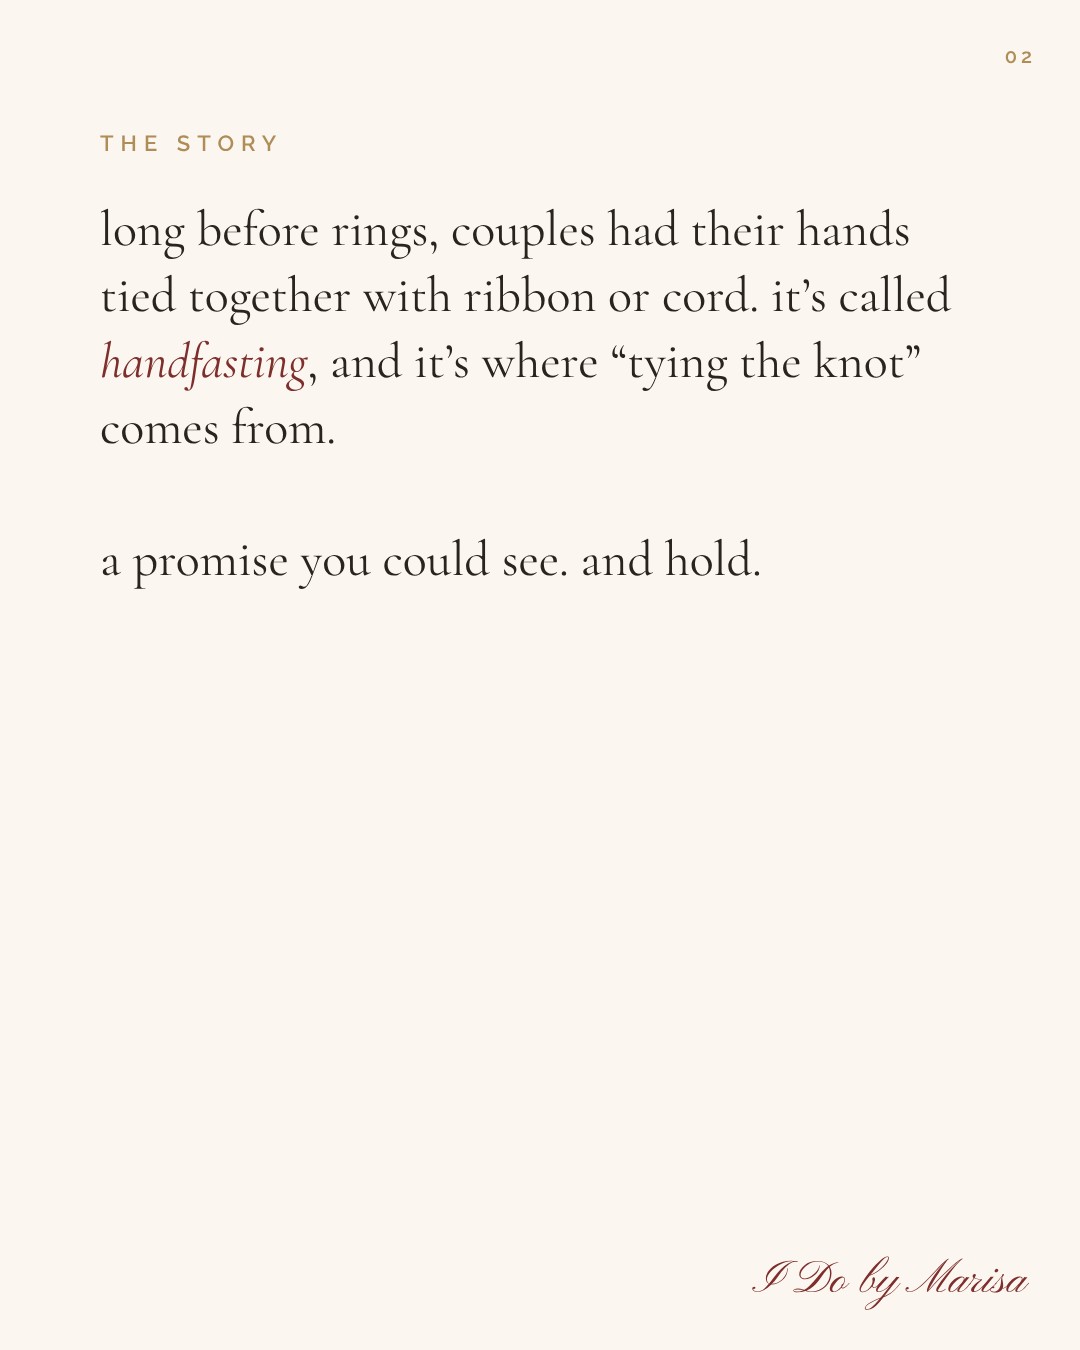 02
THE STORY
long before rings, couples had their hands
tied together with ribbon or cord. it’s called
handfasting, and it’s where “tying the knot”
comes from.
a promise you could see. and hold.
I Do by Marisa